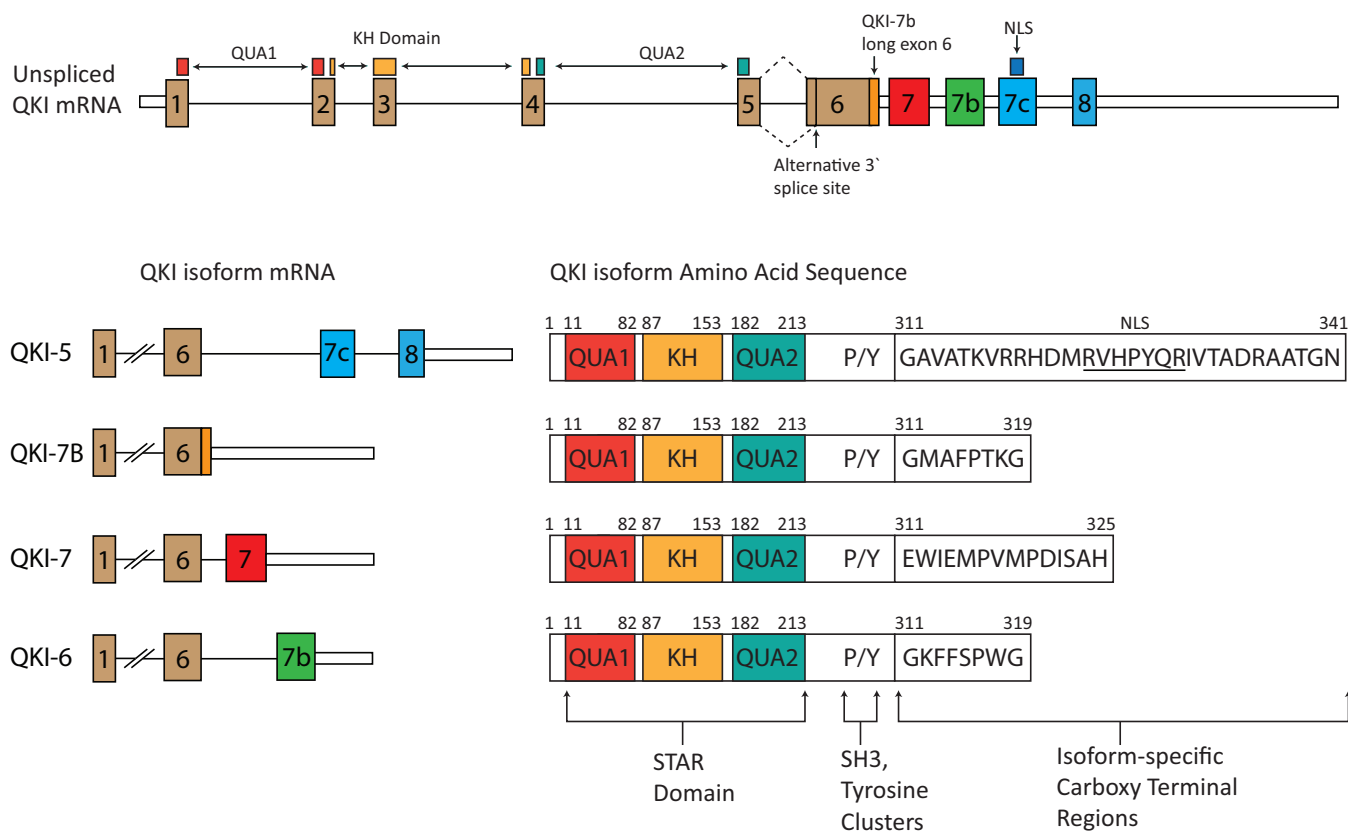 QKI-7b
long exon 6
NLS
KH Domain
QUA1
QUA2
Unspliced
QKI mRNA
1 2 3 4 5 6 7 7b 7c 8
Alternative 3`
splice site
QKI isoform mRNA
QKI isoform Amino Acid Sequence
1 11 82 87 153 182 213 311 NLS 341
QKI-5 1 6 7c 8 QUA1 KH QUA2 P/Y GAVATKVRRHDMRVHPYQRIVTADRAATGN
1 11 82 87 153 182 213 311 319
QKI-7B 1 6 QUA1 KH QUA2 P/Y GMAFPTKG
1 11 82 87 153 182 213 311 325
QKI-7 1 6 7 QUA1 KH QUA2 P/Y EWIEMPVMPDISAH
1 11 82 87 153 182 213 311 319
QKI-6 1 6 7b QUA1 KH QUA2 P/Y GKFFSPWG
STAR
Domain
SH3,
Tyrosine
Clusters
Isoform-specific
Carboxy Terminal
Regions